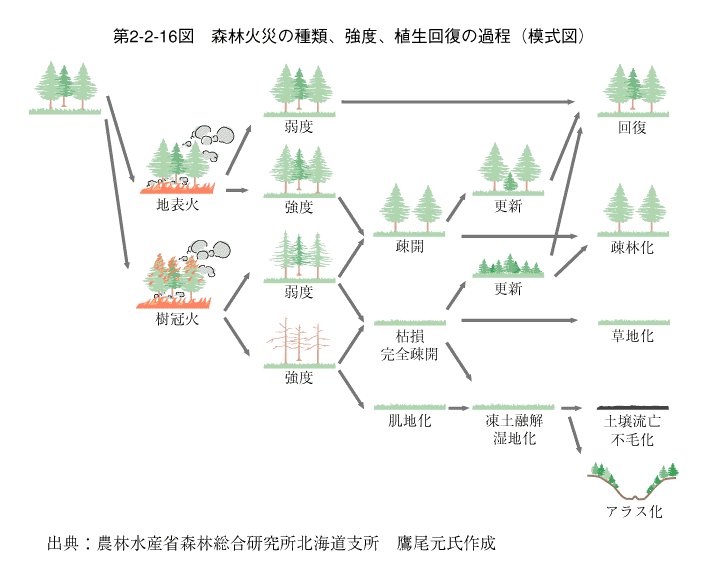 第2-2-16図　森林火災の種類、強度、植生回復の過程（模式図）
弱度
回復
地表火
強度
疎開
更新
疎林化
樹冠火
弱度
更新
枯損
完全疎開
草地化
強度
肌地化
凍土融解
湿地化
土壌流亡
不毛化
アラス化
出典：農林水産省森林総合研究所北海道支所　鷹尾元氏作成